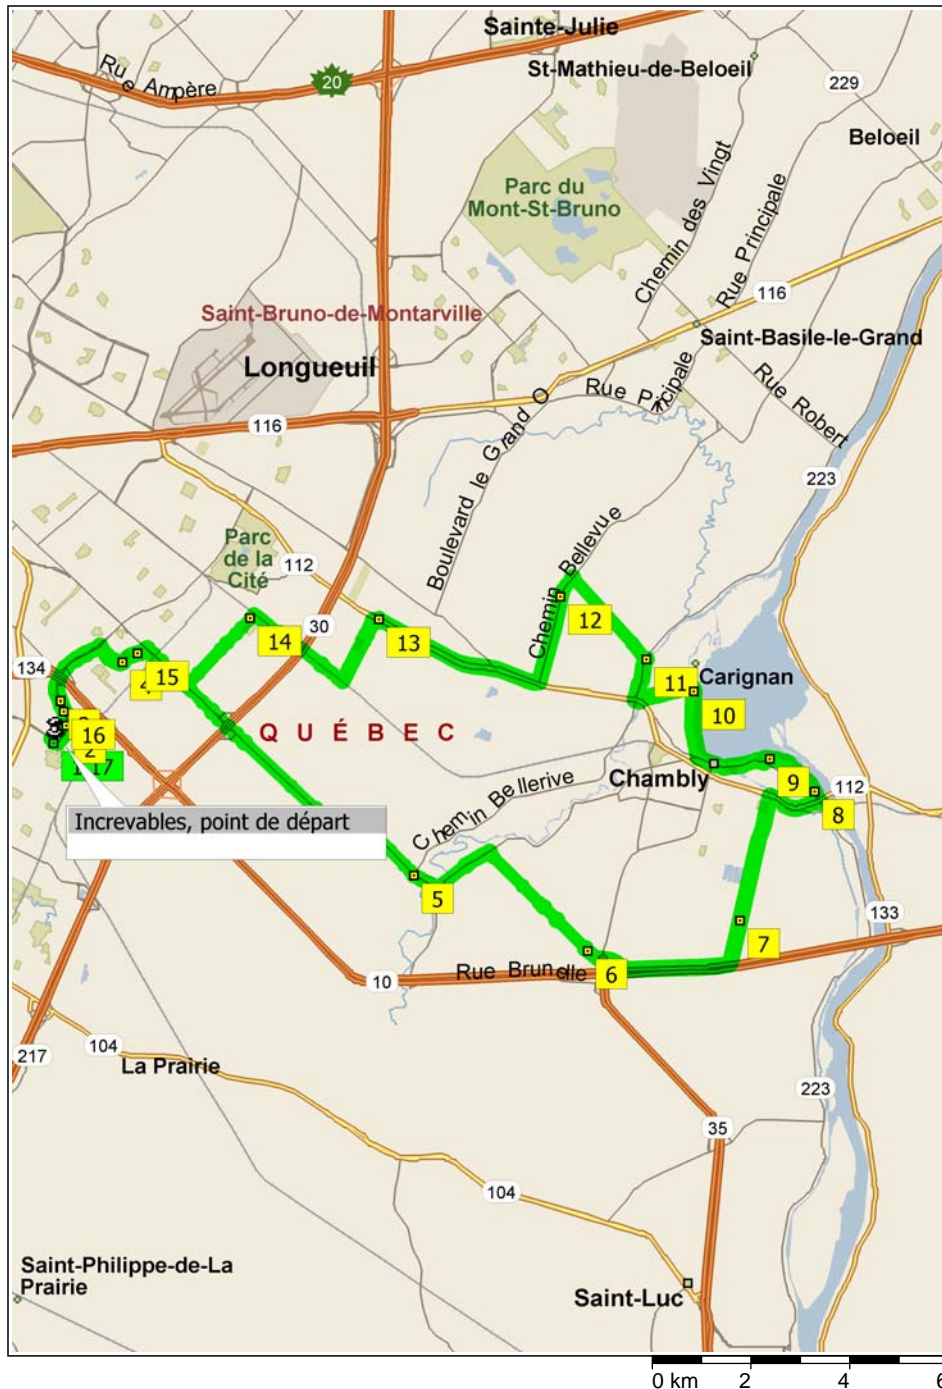 Sainte-Julie
St-Mathieu-de-Beloeil
Rue Ampère
20
229
Beloeil
Parc du
Mont-St-Bruno
Chemin des Vingt
Rue Principale
116
Saint-Bruno-de-Montarville
Saint-Basile-le-Grand
Longueuil
Rue Principale
Rue Robert
116
Boulevard le Grand O
223
Parc
de la
Cité
112
Chemin Bellevue
12
30
14
13
134
15
4
11
Carignan
10
QUÉBEC
16
2
17
Chambly
9
112
8
Chemin Bellerive
Increvables, point de départ
5
7
133
6
Rue Brunelle
10
104
217
La Prairie
223
35
104
Saint-Philippe-de-La
Prairie
Saint-Luc
0 km
2
4